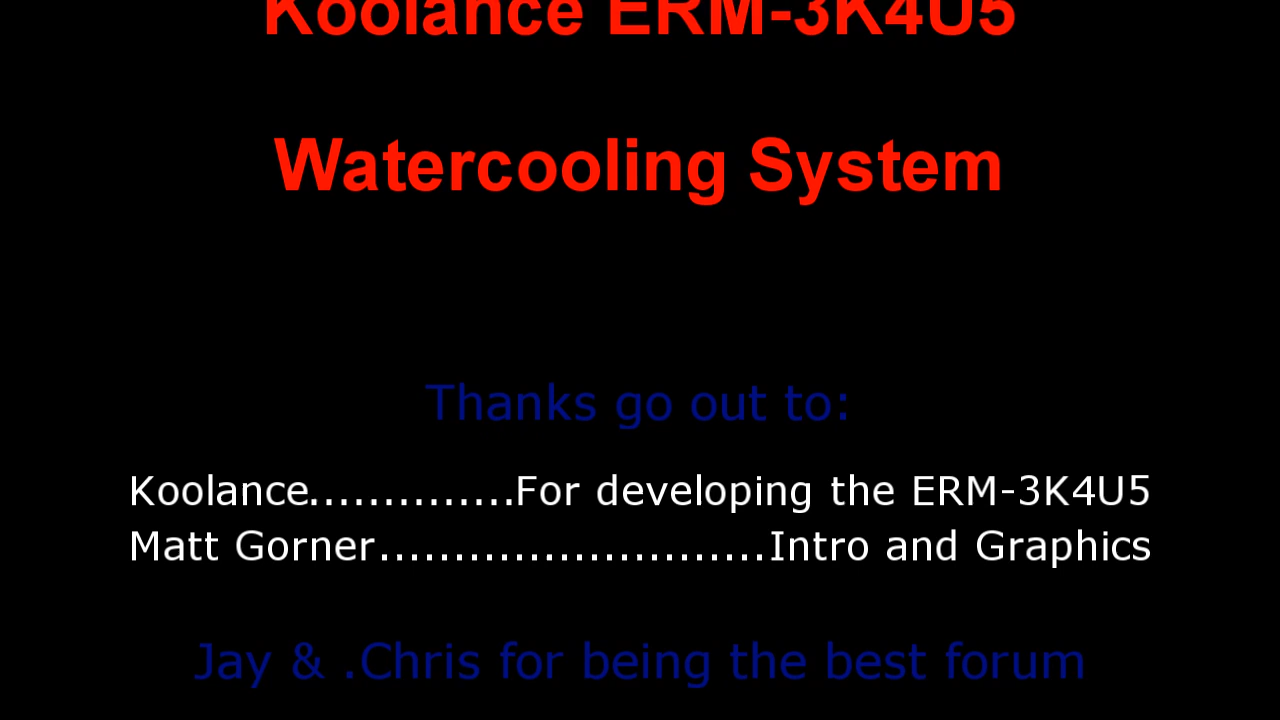 Koolance ERM-3K4U5
Watercooling System
Thanks go out to:
Koolance..............For developing the ERM-3K4U5
Matt Gorner..........................Intro and Graphics
Jay & .Chris for being the best forum